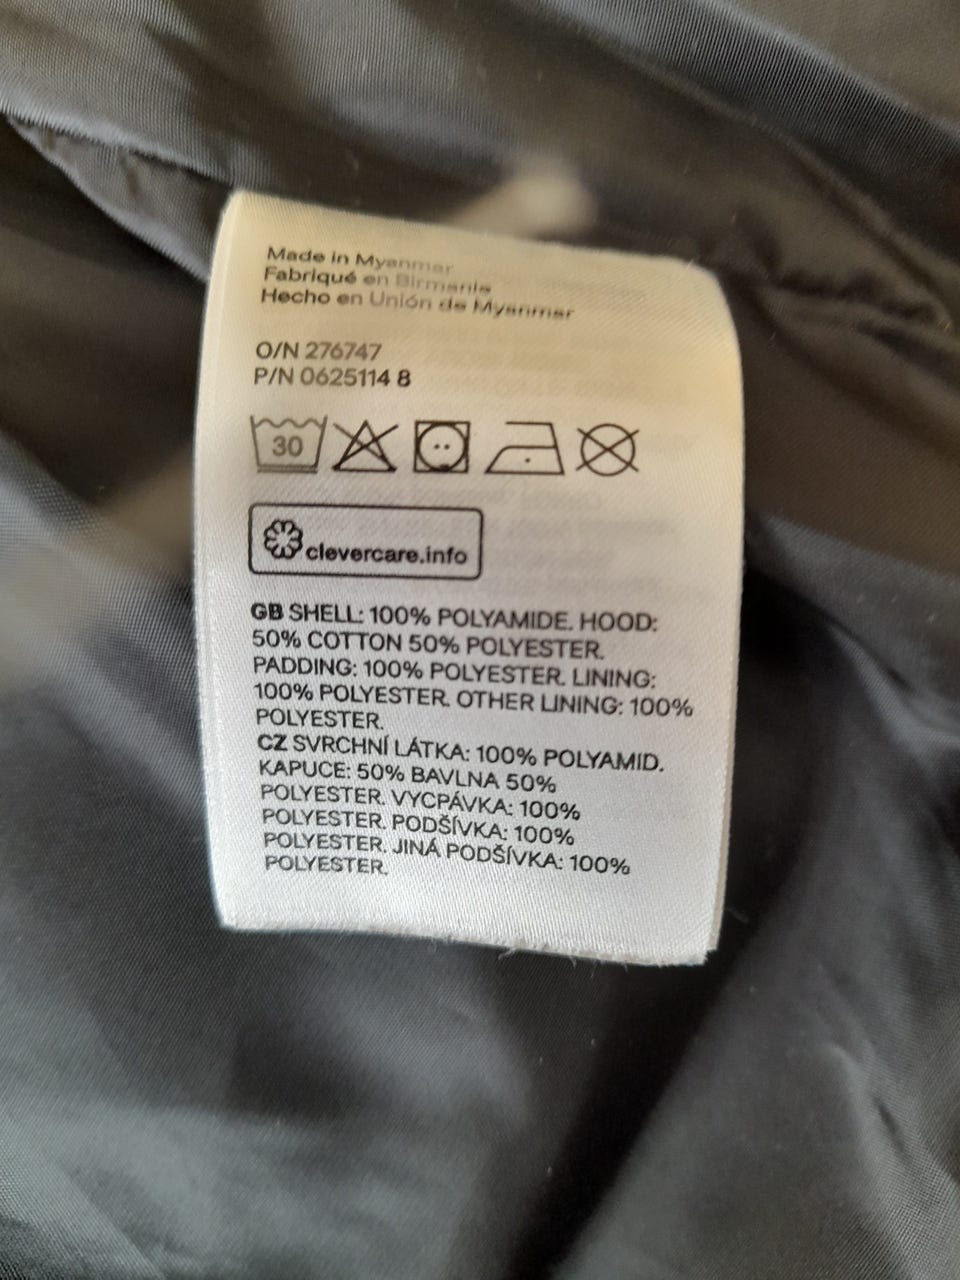 Made in Myanmar
Fabriqué en Birmanie
Hecho en Unión de Myanmar
O/N 276747
P/N 0625114 8
30
clevercare.info
GB SHELL: 100% POLYAMIDE. HOOD:
50% COTTON 50% POLYESTER.
PADDING: 100% POLYESTER. LINING:
100% POLYESTER. OTHER LINING: 100%
POLYESTER.
CZ SVRCHNÍ LÁTKA: 100% POLYAMID.
KAPUCE: 50% BAVLNA 50%
POLYESTER. VYCPÁVKA: 100%
POLYESTER. PODŠÍVKA: 100%
POLYESTER. JINÁ PODŠÍVKA: 100%
POLYESTER.